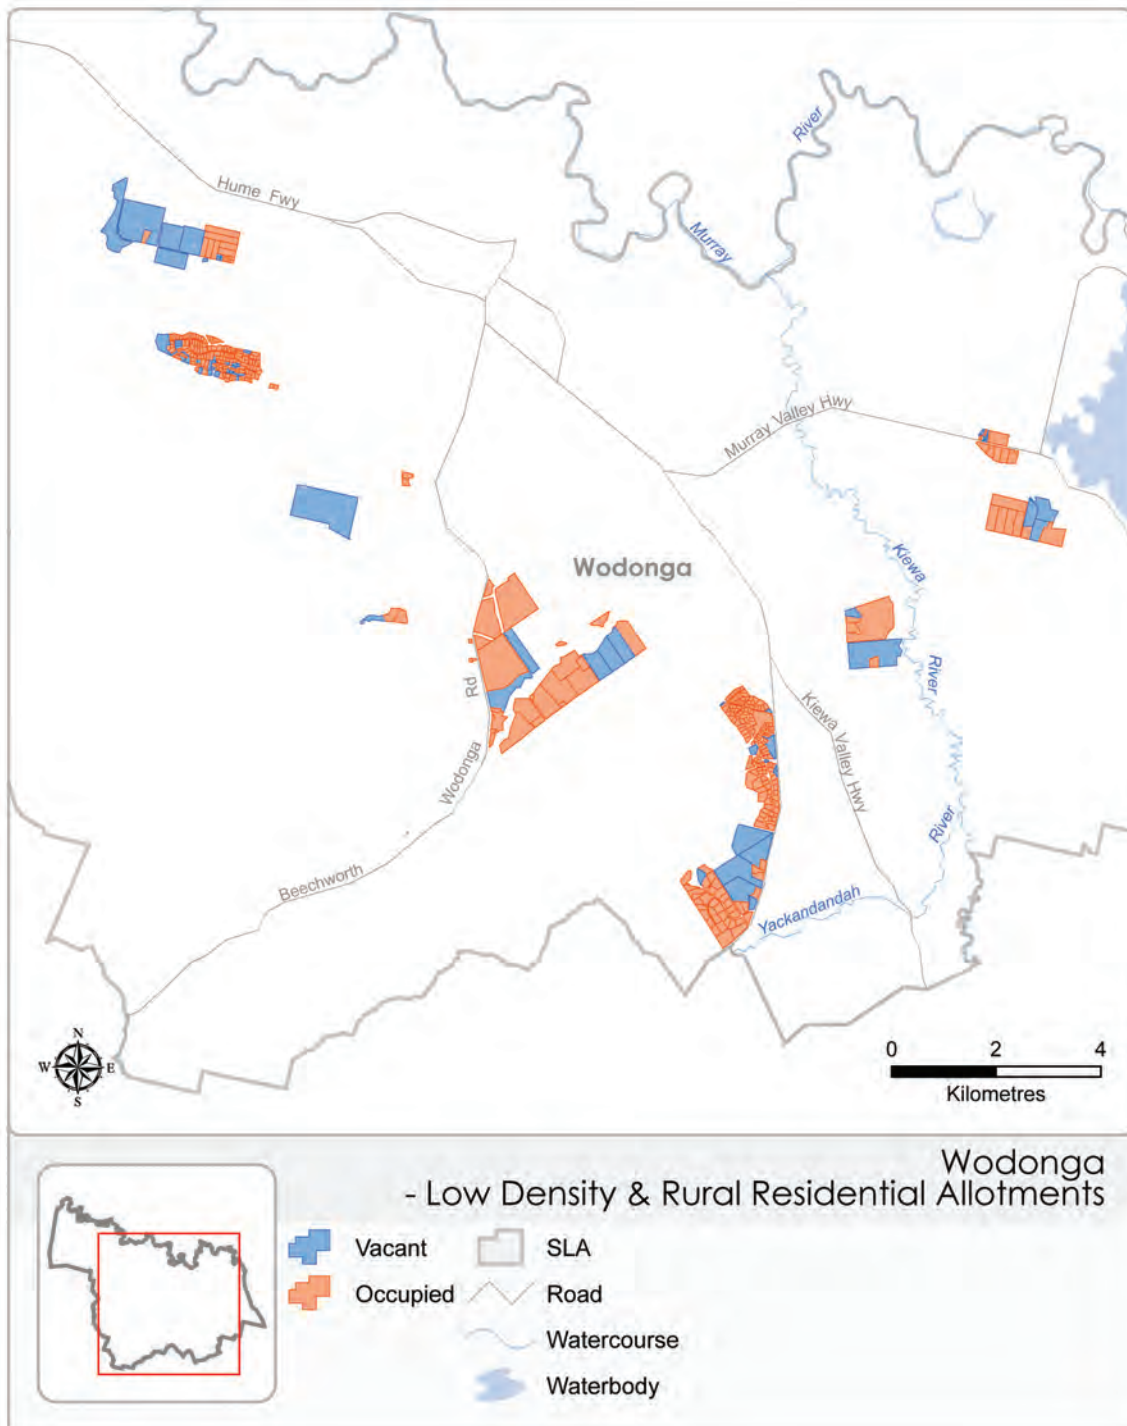 Hume Fwy
River
Murray
Murray Valley Hwy
Kiewa
Wodonga
River
Rd
Kiewa Valley Hwy
Wodonga
River
Beechworth
Yackandandah
N
W E
S
0 2 4
Kilometres
Wodonga
- Low Density & Rural Residential Allotments
Vacant
SLA
Occupied
Road
Watercourse
Waterbody